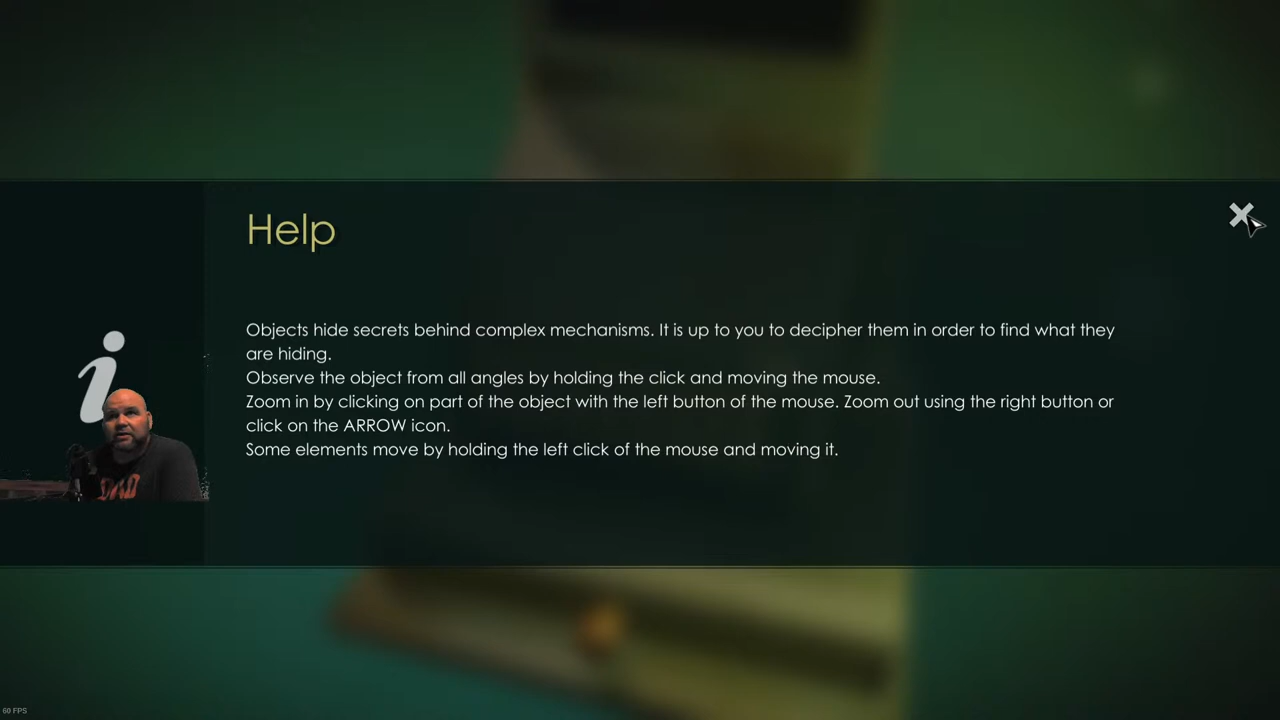 Help
Objects hide secrets behind complex mechanisms. It is up to you to decipher them in order to find what they
are hiding.
Observe the object from all angles by holding the click and moving the mouse.
Zoom in by clicking on part of the object with the left button of the mouse. Zoom out using the right button or
click on the ARROW icon.
Some elements move by holding the left click of the mouse and moving it.
DAD
60 FPS